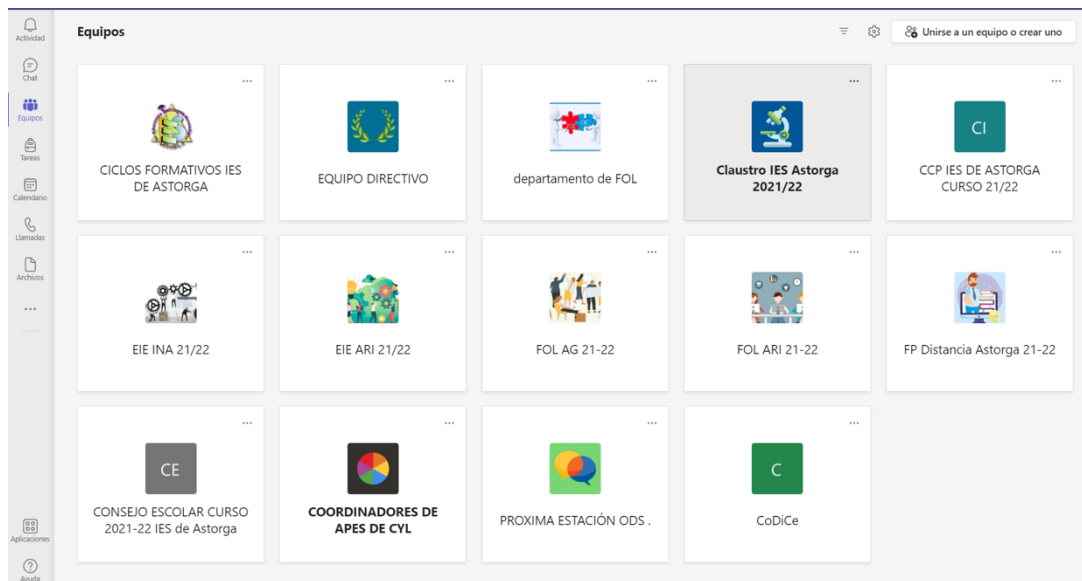 Equipos
Unirse a un equipo o crear uno
Actividad
Chat
Equipos
Tareas
Calendario
Llamadas
Archivos
Aplicaciones
Ayuda
CICLOS FORMATIVOS IES
DE ASTORGA
EQUIPO DIRECTIVO
departamento de FOL
Claustro IES Astorga
2021/22
CI
CCP IES DE ASTORGA
CURSO 21/22
EIE INA 21/22
EIE ARI 21/22
FOL AG 21-22
FOL ARI 21-22
FP Distancia Astorga 21-22
CE
CONSEJO ESCOLAR CURSO
2021-22 IES de Astorga
COORDINADORES DE
APES DE CYL
PROXIMA ESTACIÓN ODS .
C
CoDiCe